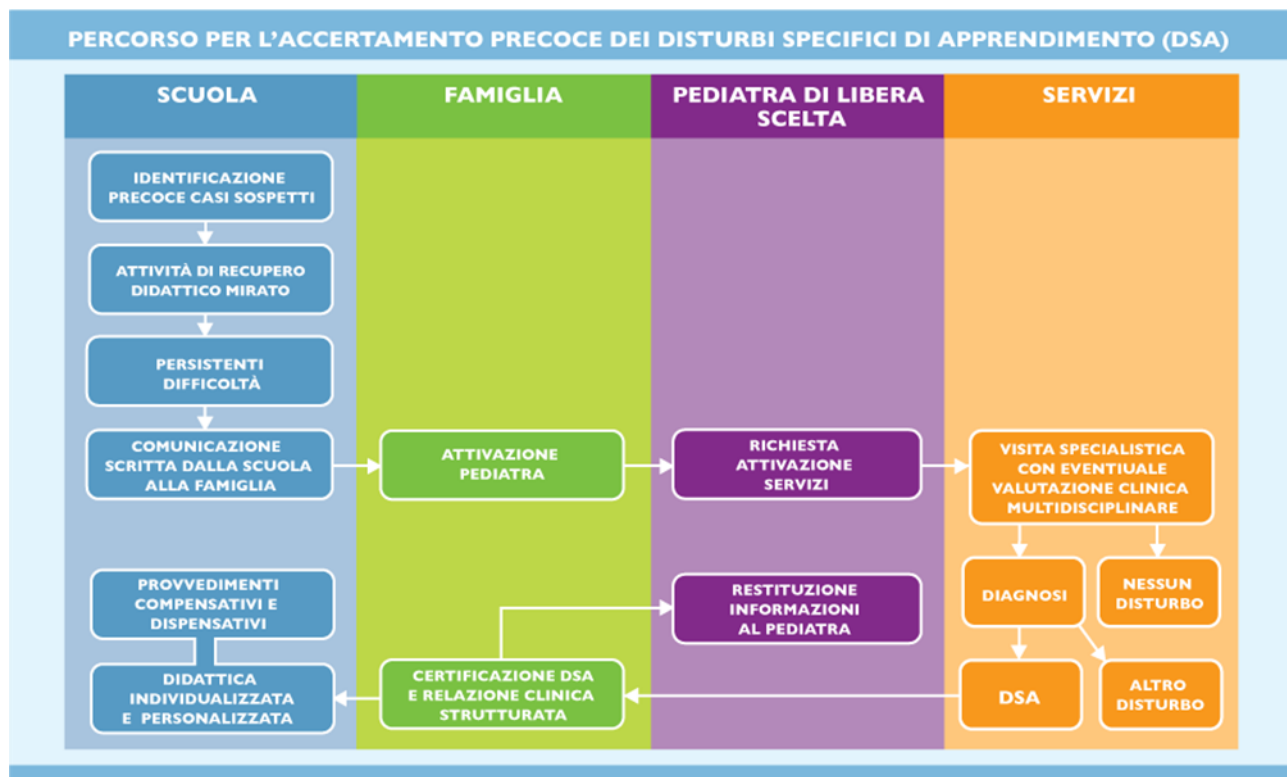 PERCORSO PER L'ACCERTAMENTO PRECOCE DEI DISTURBI SPECIFICI DI APPRENDIMENTO (DSA)
SCUOLA
FAMIGLIA
PEDIATRA DI LIBERA
SCELTA
SERVIZI
IDENTIFICAZIONE
PRECOCE CASI SOSPETTI
ATTIVITÀ DI RECUPERO
DIDATTICO MIRATO
PERSISTENTI
DIFFICOLTÀ
COMUNICAZIONE
SCRITTA DALLA SCUOLA
ALLA FAMIGLIA
ATTIVAZIONE
PEDIATRA
RICHIESTA
ATTIVAZIONE
SERVIZI
VISITA SPECIALISTICA
CON EVENTIUALE
VALUTAZIONE CLINICA
MULTIDISCIPLINARE
PROVVEDIMENTI
COMPENSATIVI E
DISPENSATIVI
RESTITUZIONE
INFORMAZIONI
AL PEDIATRA
DIAGNOSI
NESSUN
DISTURBO
DIDATTICA
INDIVIDUALIZZATA
E PERSONALIZZATA
CERTIFICAZIONE DSA
E RELAZIONE CLINICA
STRUTTURATA
DSA
ALTRO
DISTURBO